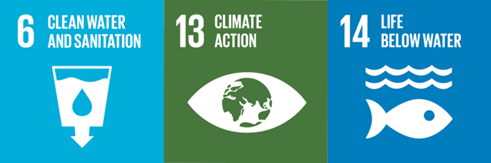 6 CLEAN WATER
AND SANITATION
13 CLIMATE
ACTION
14 LIFE
BELOW WATER